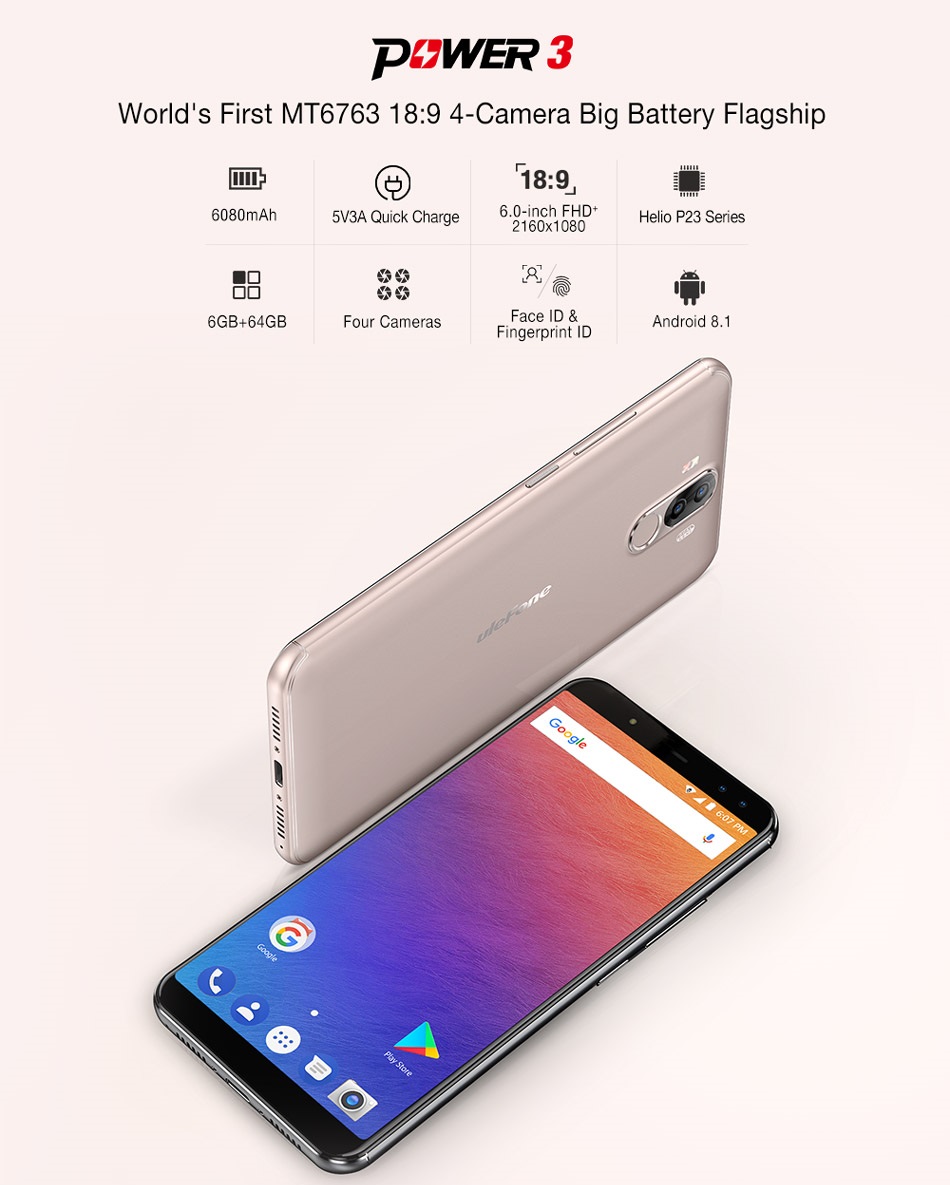 POWER 3
World's First MT6763 18:9 4-Camera Big Battery Flagship
6080mAh
5V3A Quick Charge
18:9
6.0-inch FHD+
2160x1080
Helio P23 Series
6GB+64GB
Four Cameras
Face ID &
Fingerprint ID
Android 8.1
uleFone
Google
6:07 PM
Google
Play Store